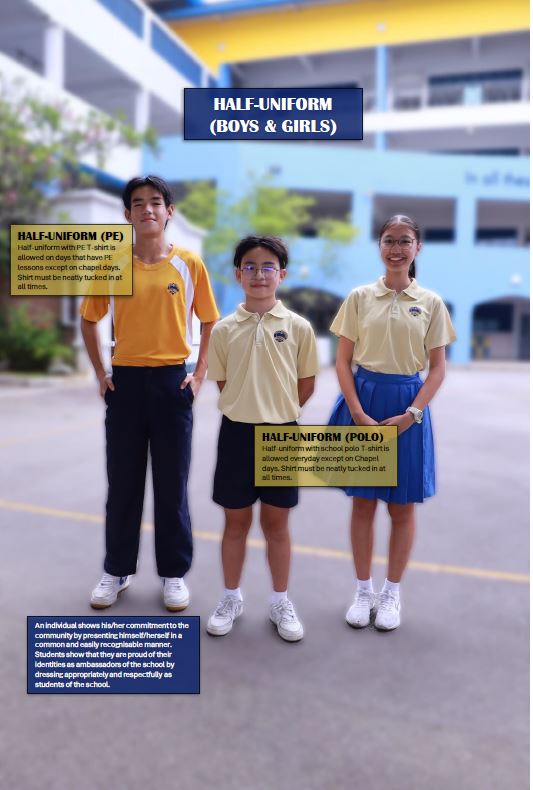 HALF-UNIFORM
(BOYS & GIRLS)
HALF-UNIFORM (PE)
Half-uniform with PE T-shirt is
allowed on days that have PE
lessons except on chapel days.
Shirt must be neatly tucked in at
all times.
HALF-UNIFORM (POLO)
Half-uniform with school polo T-shirt is
allowed everyday except on Chapel
days. Shirt must be neatly tucked in at
all times.
An individual shows his/her commitment to the
community by presenting himself/herself in a
common and easily recognisable manner.
Students show that they are proud of their
identities as ambassadors of the school by
dressing appropriately and respectfully as
students of the school.